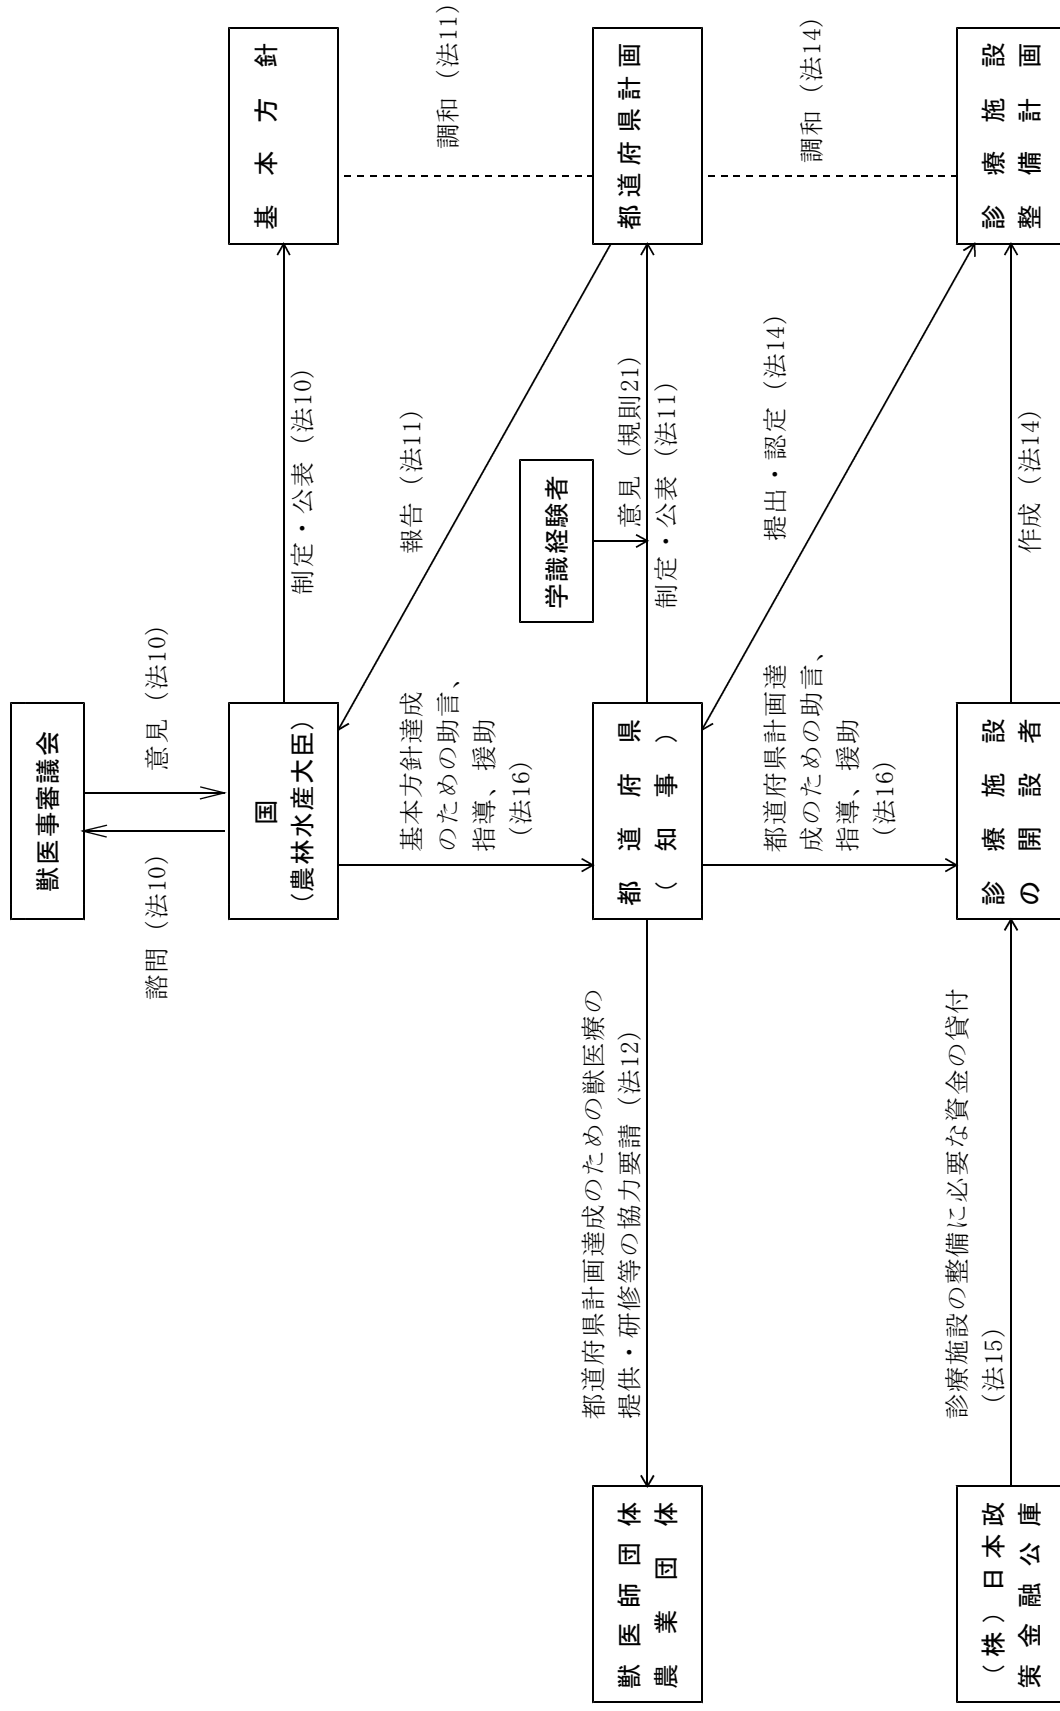 獣医事審議会
諮問（法10）
意見（法10）
国
（農林水産大臣）
制定・公表（法10）
基本方針
基本方針達成
のための助言、
指導、援助
（法16）
報告（法11）
調和（法11）
学識経験者
意見（規則21）
制定・公表（法11）
獣医師団体
農業団体
都道府県計画達成のための獣医療の
提供・研修等の協力要請（法12）
都道府県
（知事）
都道府県計画
都道府県計画達
成のための助言、
指導、援助
（法16）
提出・認定（法14）
調和（法14）
（株）日本政
策金融公庫
診療施設の整備に必要な資金の貸付
（法15）
診療施設
の開設者
作成（法14）
診療施設
整備計画